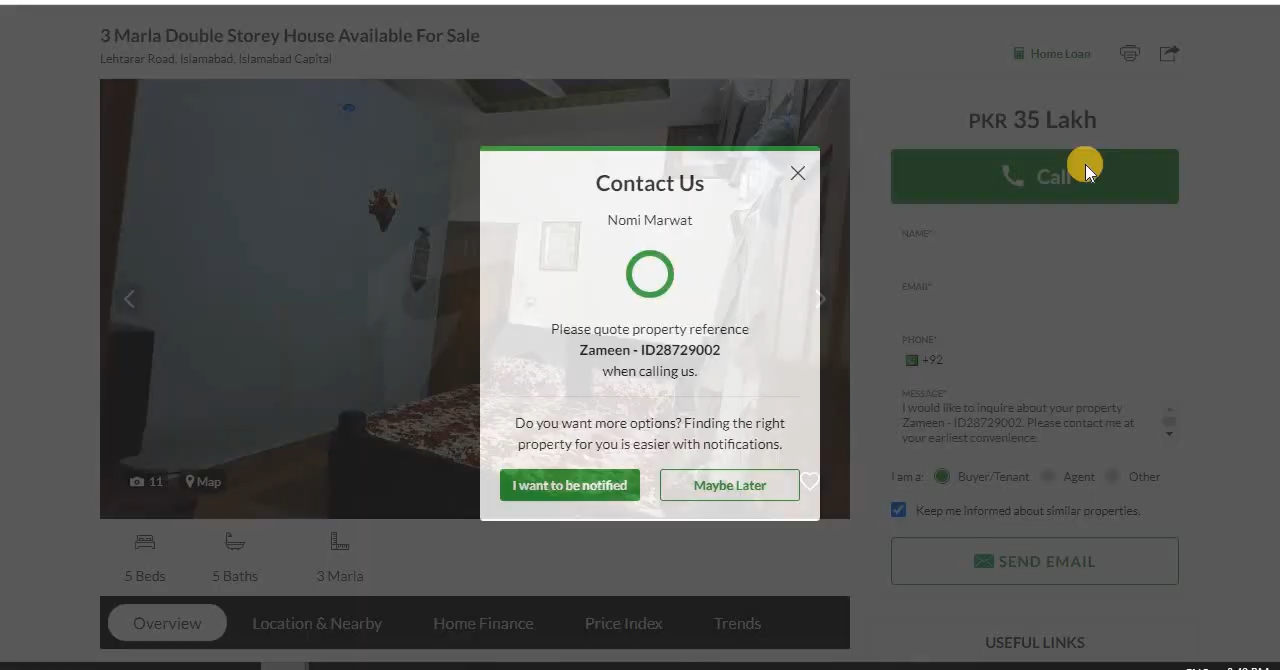 3 Marla Double Storey House Available For Sale
Lehtarar Road, Islamabad, Islamabad Capital
Home Loan
PKR 35 Lakh
Call
Contact Us
Nomi Marwat
Please quote property reference
Zameen - ID28729002
when calling us.
Do you want more options? Finding the right
property for you is easier with notifications.
I want to be notified
Maybe Later
NAME*
EMAIL*
PHONE*
+92
MESSAGE*
I would like to inquire about your property
Zameen - ID28729002. Please contact me at
your earliest convenience.
I am a:
Buyer/Tenant
Agent
Other
Keep me informed about similar properties.
SEND EMAIL
11
Map
5 Beds
5 Baths
3 Marla
Overview
Location & Nearby
Home Finance
Price Index
Trends
USEFUL LINKS